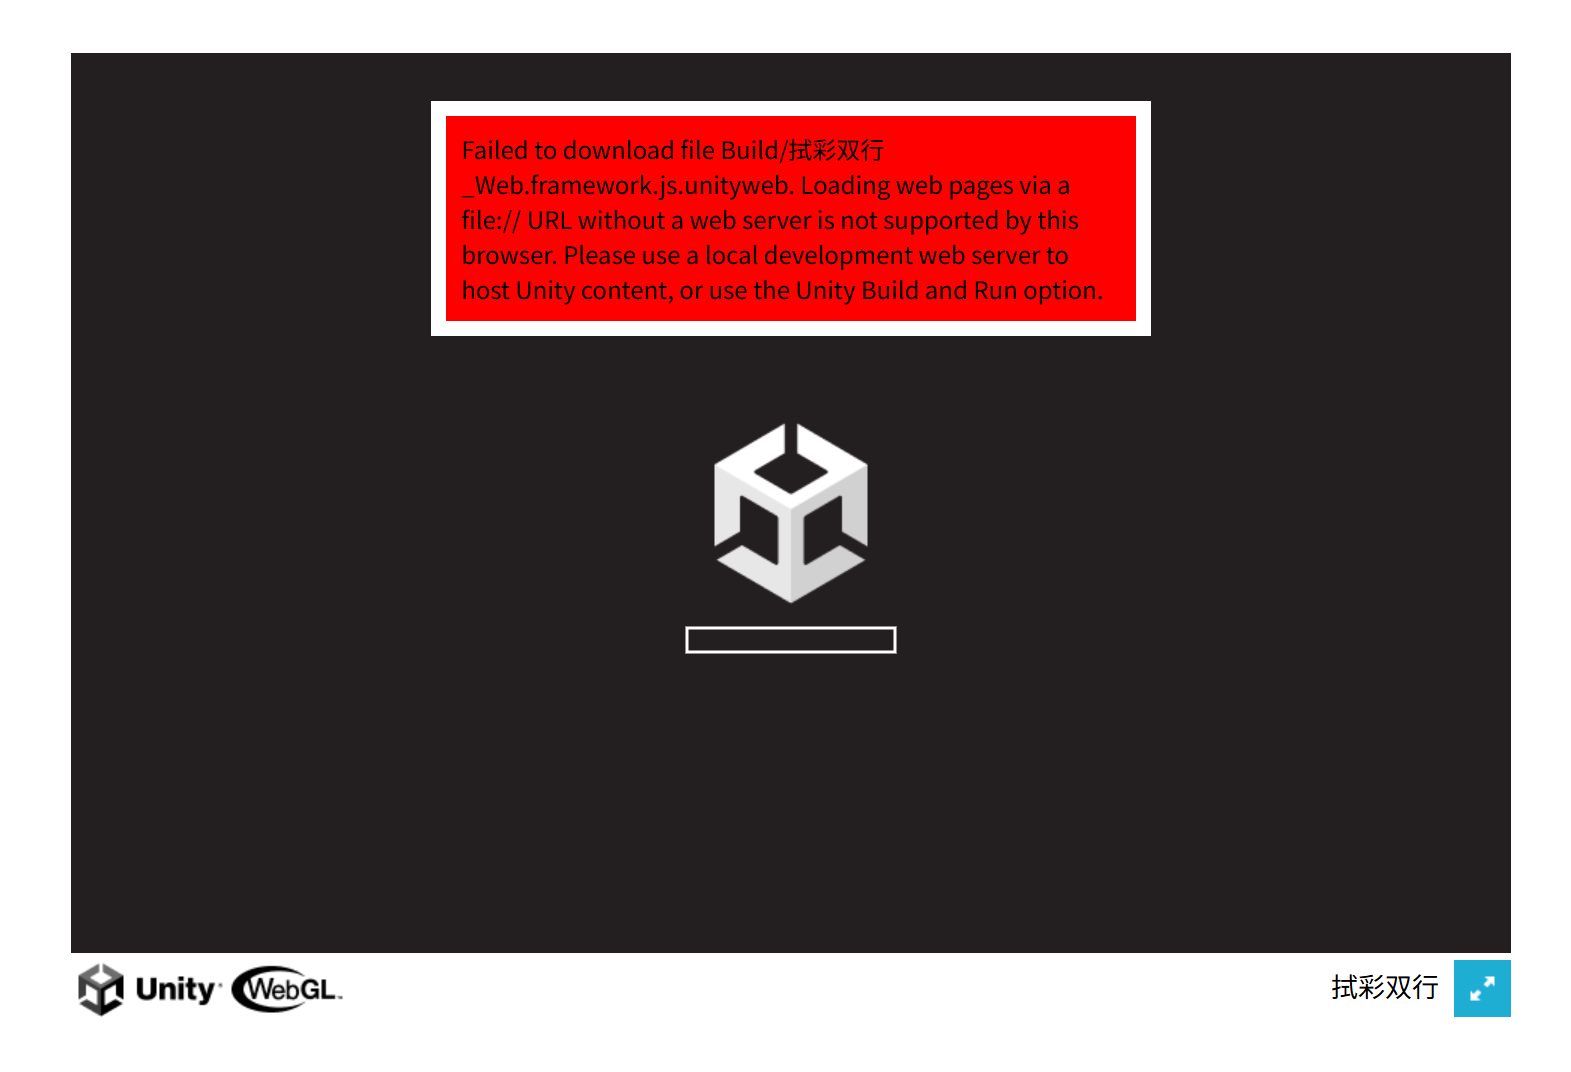 Failed to download file Build/拭彩双行
_Web.framework.js.unityweb. Loading web pages via a
file:// URL without a web server is not supported by this
browser. Please use a local development web server to
host Unity content, or use the Unity Build and Run option.
Unity WebGL™
拭彩双行